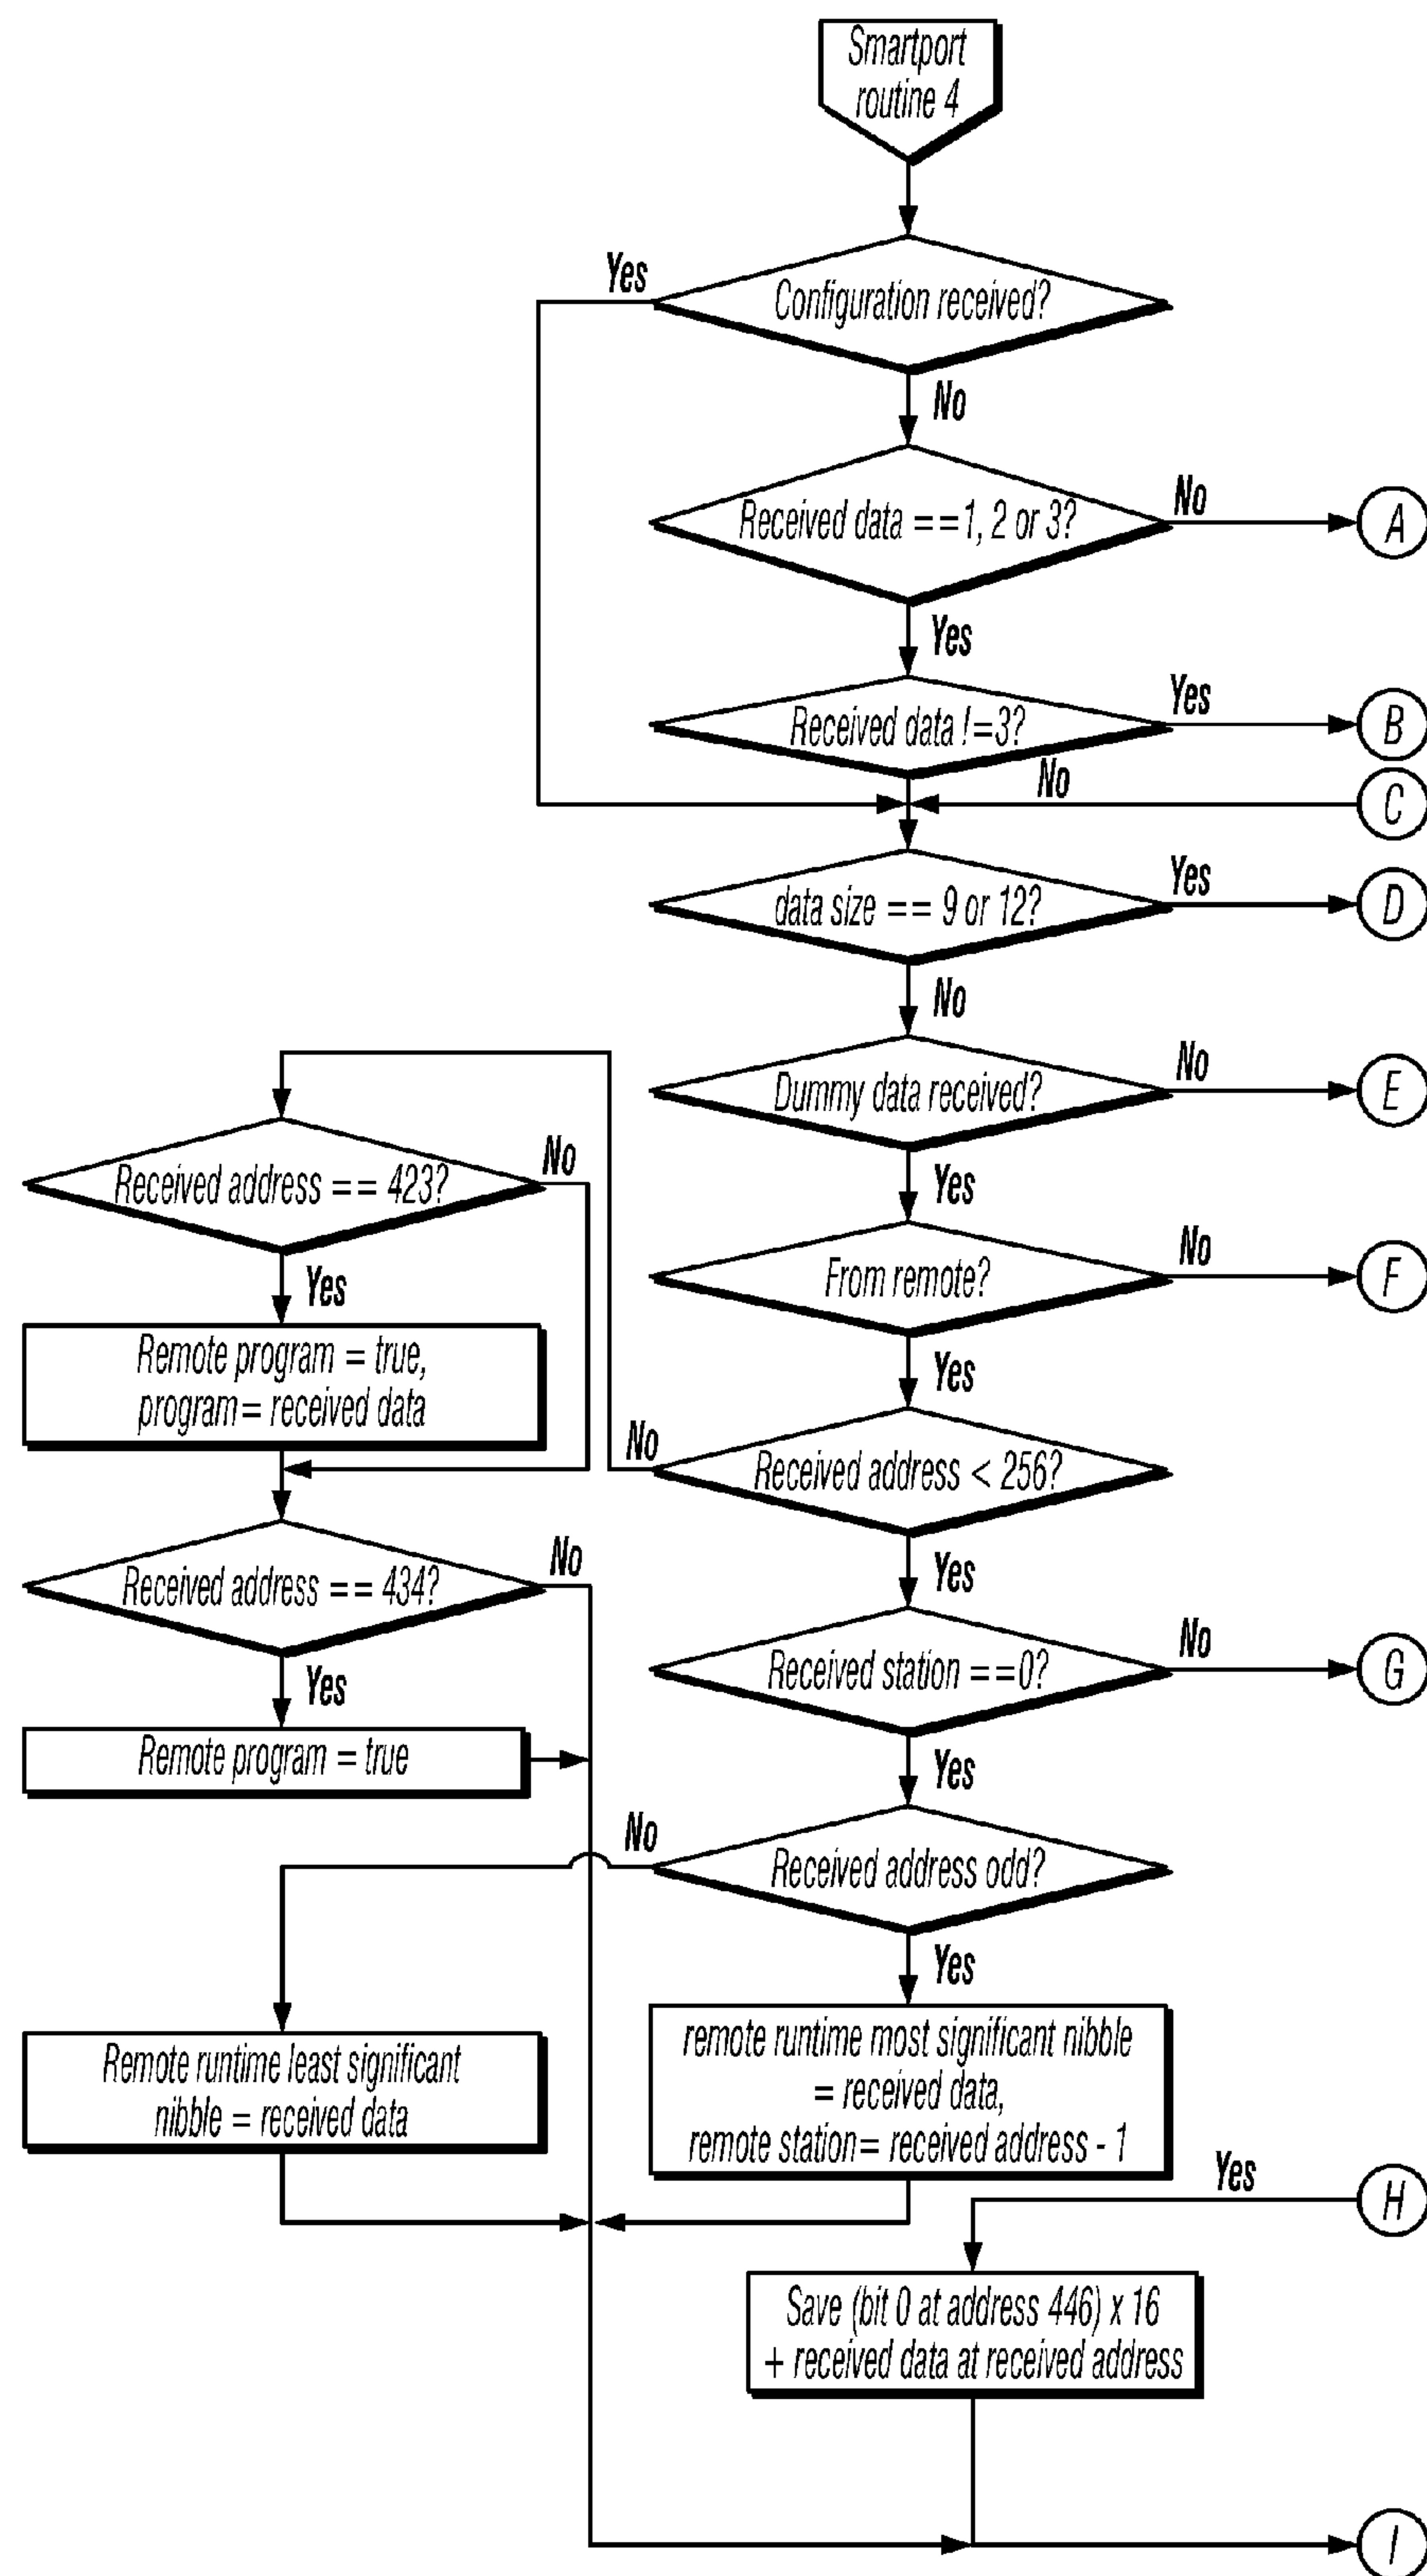 Smartport
routine 4
Yes
Configuration received?
No
Received data ==1, 2 or 3?
No
A
Yes
Received data !=3?
Yes
B
No
C
data size == 9 or 12?
Yes
D
No
Dummy data received?
No
E
Yes
Received address == 423?
No
From remote?
No
F
Yes
Remote program = true,
program= received data
Yes
No
Received address < 256?
Yes
Received address == 434?
No
Received station ==0?
No
G
Yes
Remote program = true
Yes
No
Received address odd?
Yes
Remote runtime least significant
nibble = received data
remote runtime most significant nibble
= received data,
remote station= received address - 1
Yes
H
Save (bit 0 at address 446) x 16
+ received data at received address
I